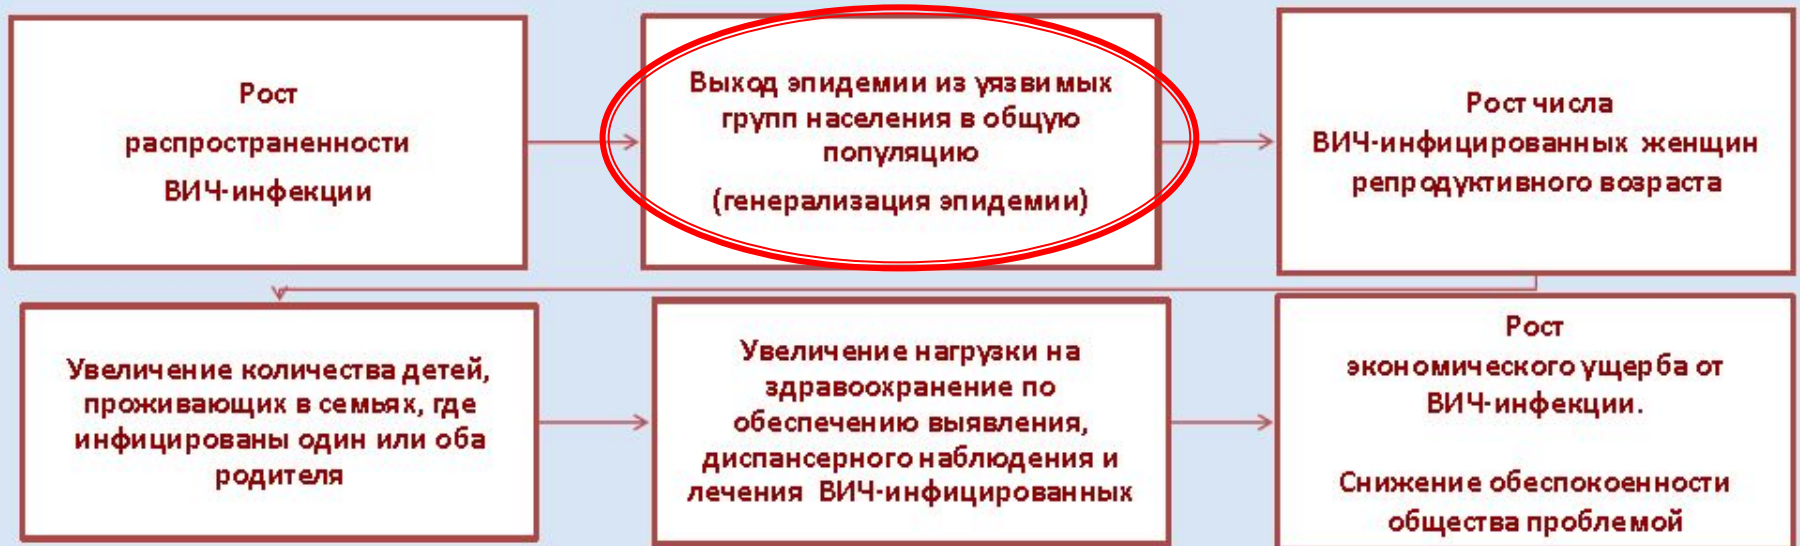 Рост
распространенности
ВИЧ-инфекции
Выход эпидемии из уязвимых
групп населения в общую
популяцию
(генерализация эпидемии)
Рост числа
ВИЧ-инфицированных женщин
репродуктивного возраста
Увеличение количества детей,
проживающих в семьях, где
инфицированы один или оба
родителя
Увеличение нагрузки на
здравоохранение по
обеспечению выявления,
диспансерного наблюдения и
лечения ВИЧ-инфицированных
Рост
экономического ущерба от
ВИЧ-инфекции.
Снижение обеспокоенности
общества проблемой